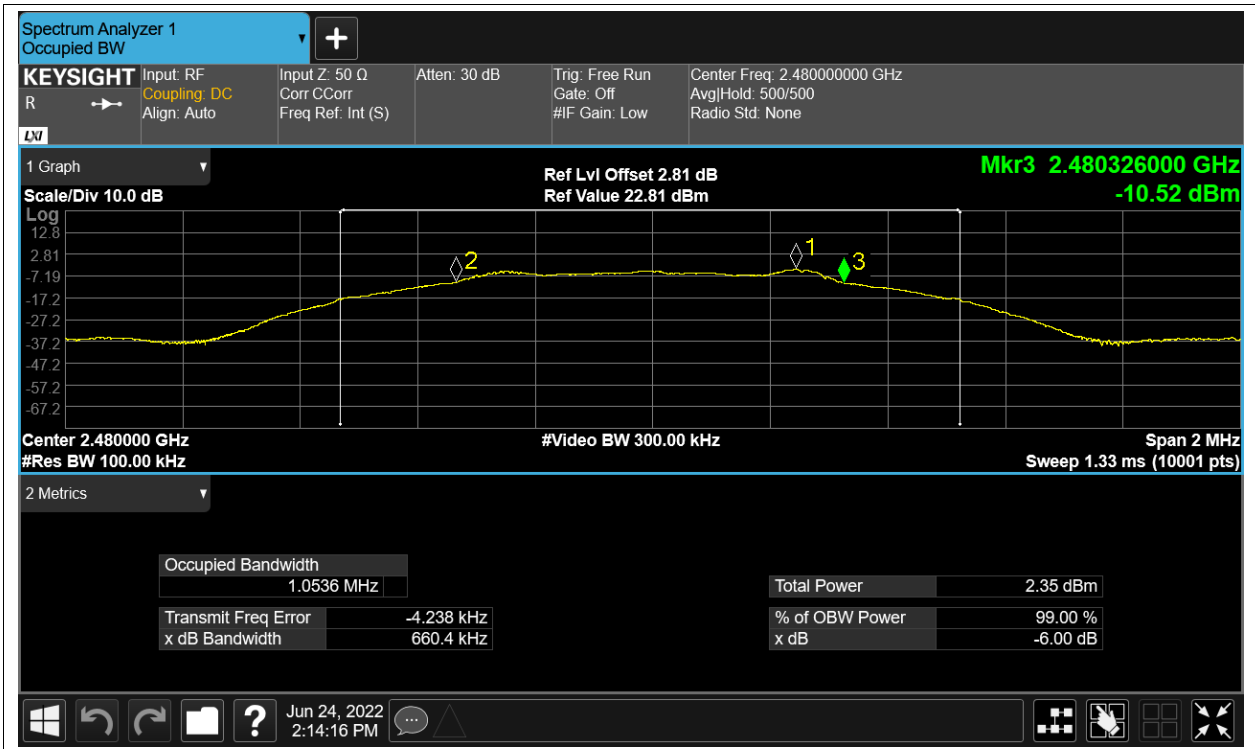 Spectrum Analyzer 1
Occupied BW
KEYSIGHT
R
LXI
Input: RF
Coupling: DC
Align: Auto
Input Z: 50 Ω
Corr CCorr
Freq Ref: Int (S)
Atten: 30 dB
Trig: Free Run
Gate: Off
#IF Gain: Low
Center Freq: 2.480000000 GHz
Avg|Hold: 500/500
Radio Std: None
1 Graph
Scale/Div 10.0 dB
Ref Lvl Offset 2.81 dB
Ref Value 22.81 dBm
Mkr3 2.480326000 GHz
-10.52 dBm
Log
12.8
2.81
-7.19
-17.2
-27.2
-37.2
-47.2
-57.2
-67.2
2
1
3
Center 2.480000 GHz
#Res BW 100.00 kHz
#Video BW 300.00 kHz
Span 2 MHz
Sweep 1.33 ms (10001 pts)
2 Metrics
Occupied Bandwidth
1.0536 MHz
Transmit Freq Error -4.238 kHz
x dB Bandwidth 660.4 kHz
Total Power 2.35 dBm
% of OBW Power 99.00 %
x dB -6.00 dB
?
Jun 24, 2022
2:14:16 PM